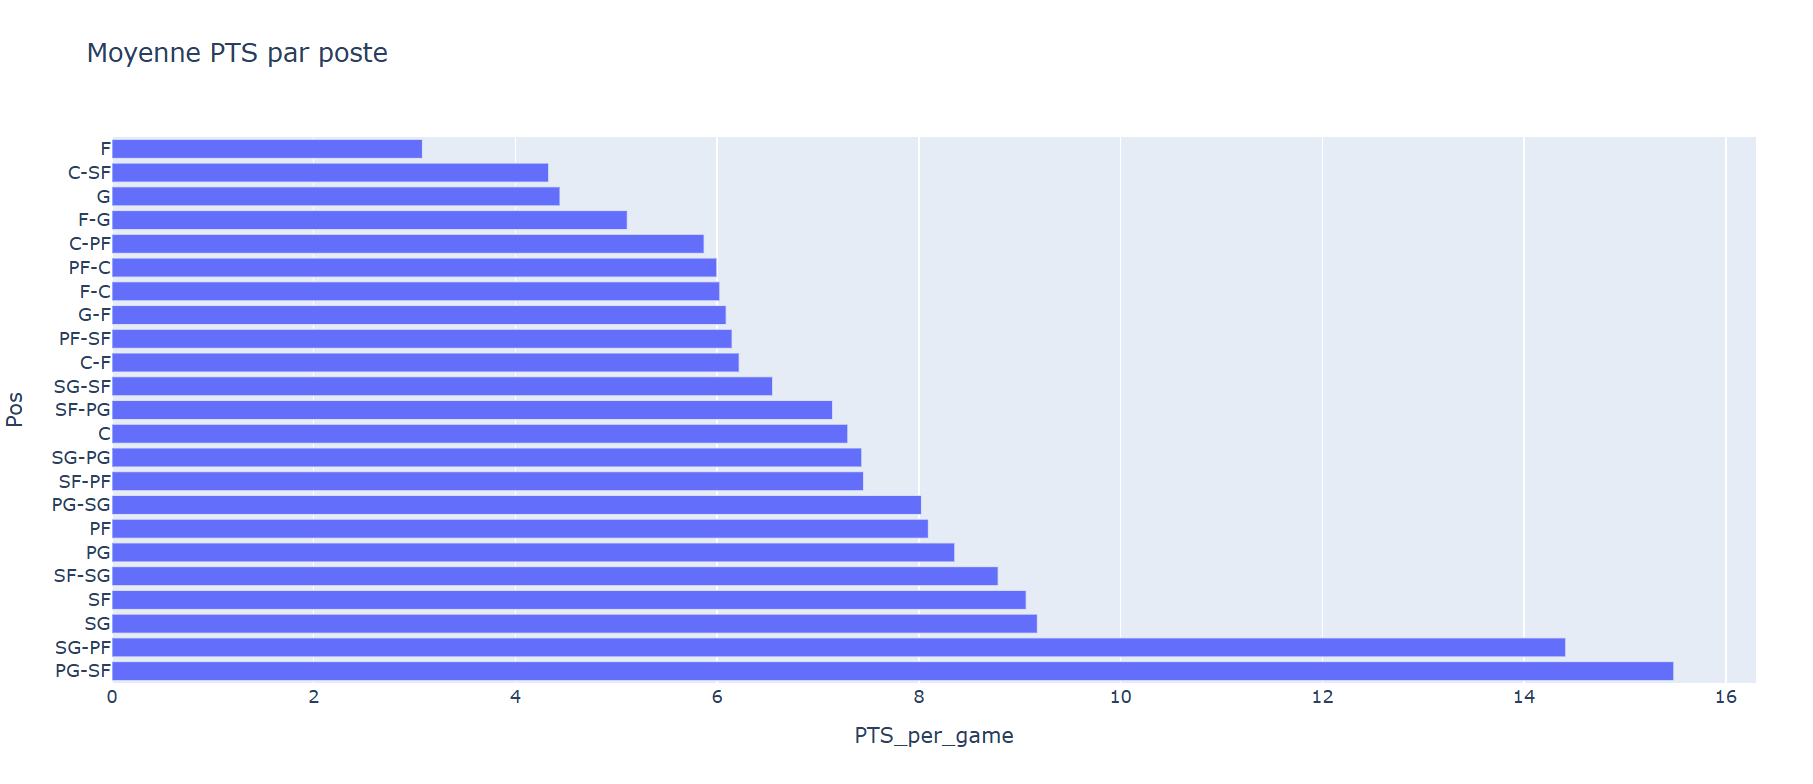 Moyenne PTS par poste
F
C-SF
G
F-G
C-PF
PF-C
F-C
G-F
PF-SF
C-F
SG-SF
SF-PG
C
SG-PG
SF-PF
PG-SG
PF
PG
SF-SG
SF
SG
SG-PF
PG-SF
Pos
0 2 4 6 8 10 12 14 16
PTS_per_game